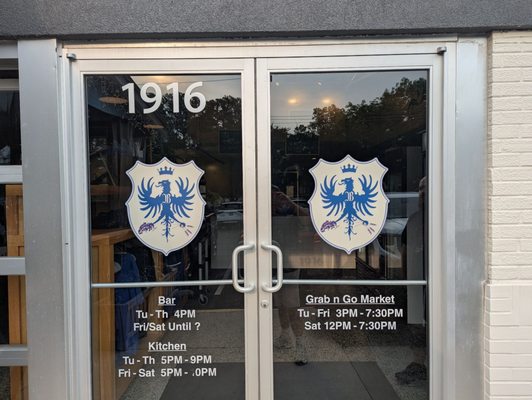 1916
B
B
Bar
Tu - Th 4PM
Fri/Sat Until ?
Kitchen
Tu - Th 5PM - 9PM
Fri - Sat 5PM - .0PM
Grab n Go Market
Tu - Fri 3PM - 7:30PM
Sat 12PM - 7:30PM